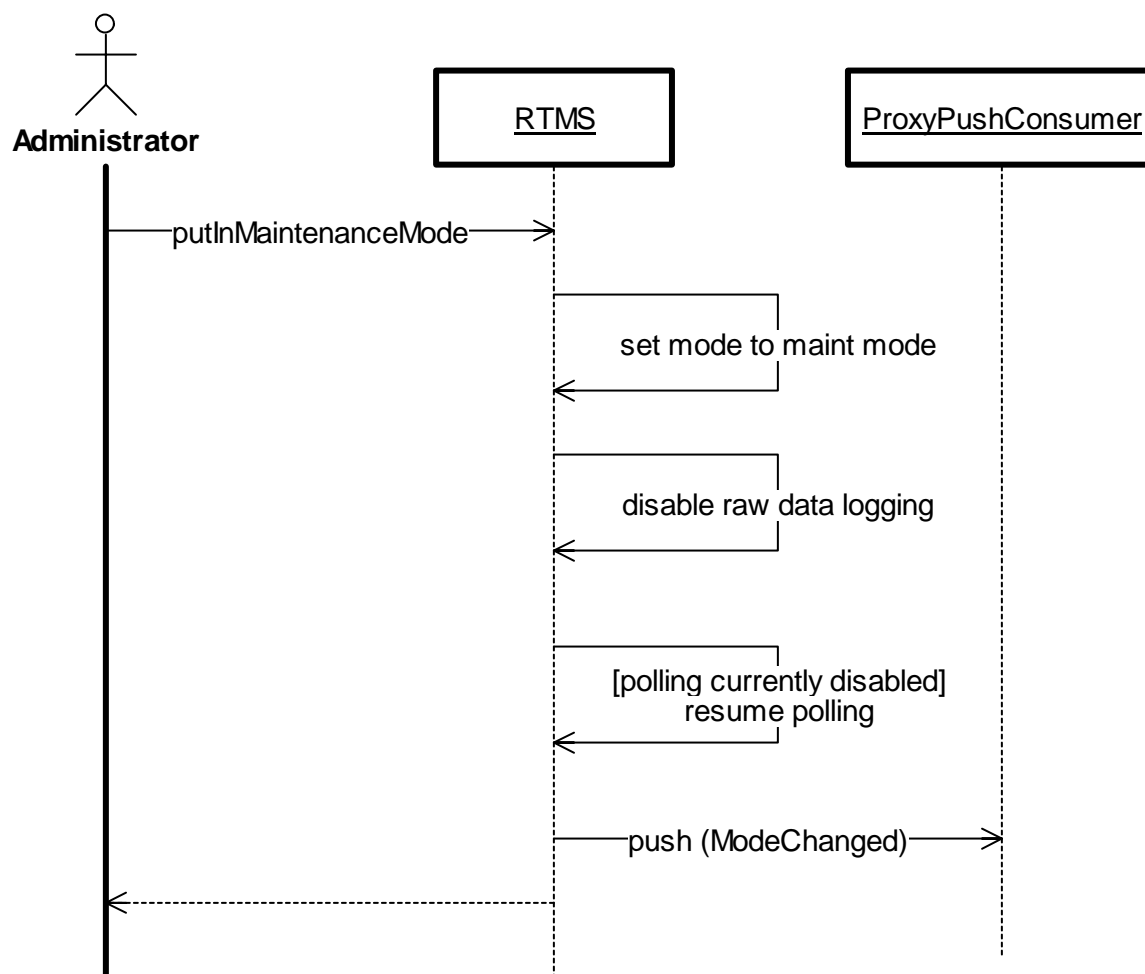 Administrator
RTMS
ProxyPushConsumer
putInMaintenanceMode
set mode to maint mode
disable raw data logging
[polling currently disabled]
resume polling
push (ModeChanged)